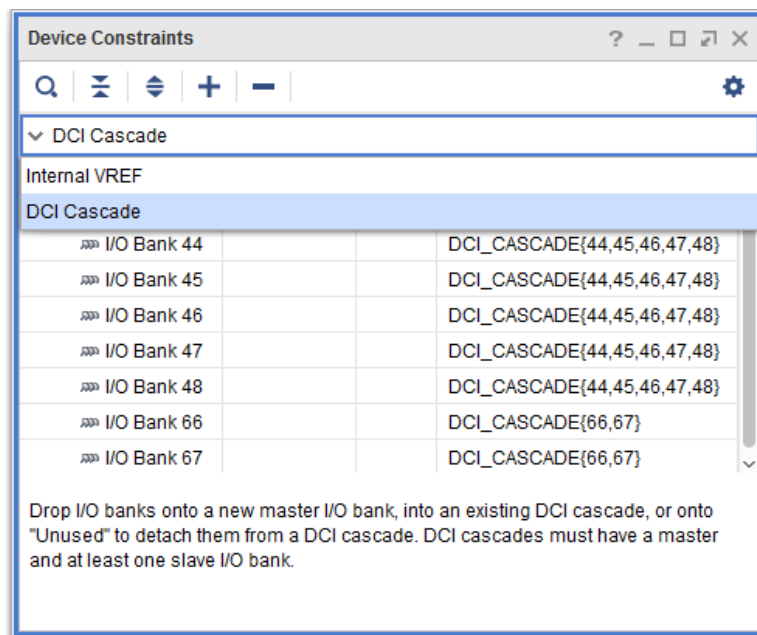 Device Constraints
DCI Cascade
Internal VREF
DCI Cascade
I/O Bank 44 DCI_CASCADE{44,45,46,47,48}
I/O Bank 45 DCI_CASCADE{44,45,46,47,48}
I/O Bank 46 DCI_CASCADE{44,45,46,47,48}
I/O Bank 47 DCI_CASCADE{44,45,46,47,48}
I/O Bank 48 DCI_CASCADE{44,45,46,47,48}
I/O Bank 66 DCI_CASCADE{66,67}
I/O Bank 67 DCI_CASCADE{66,67}
Drop I/O banks onto a new master I/O bank, into an existing DCI cascade, or onto
"Unused" to detach them from a DCI cascade. DCI cascades must have a master
and at least one slave I/O bank.